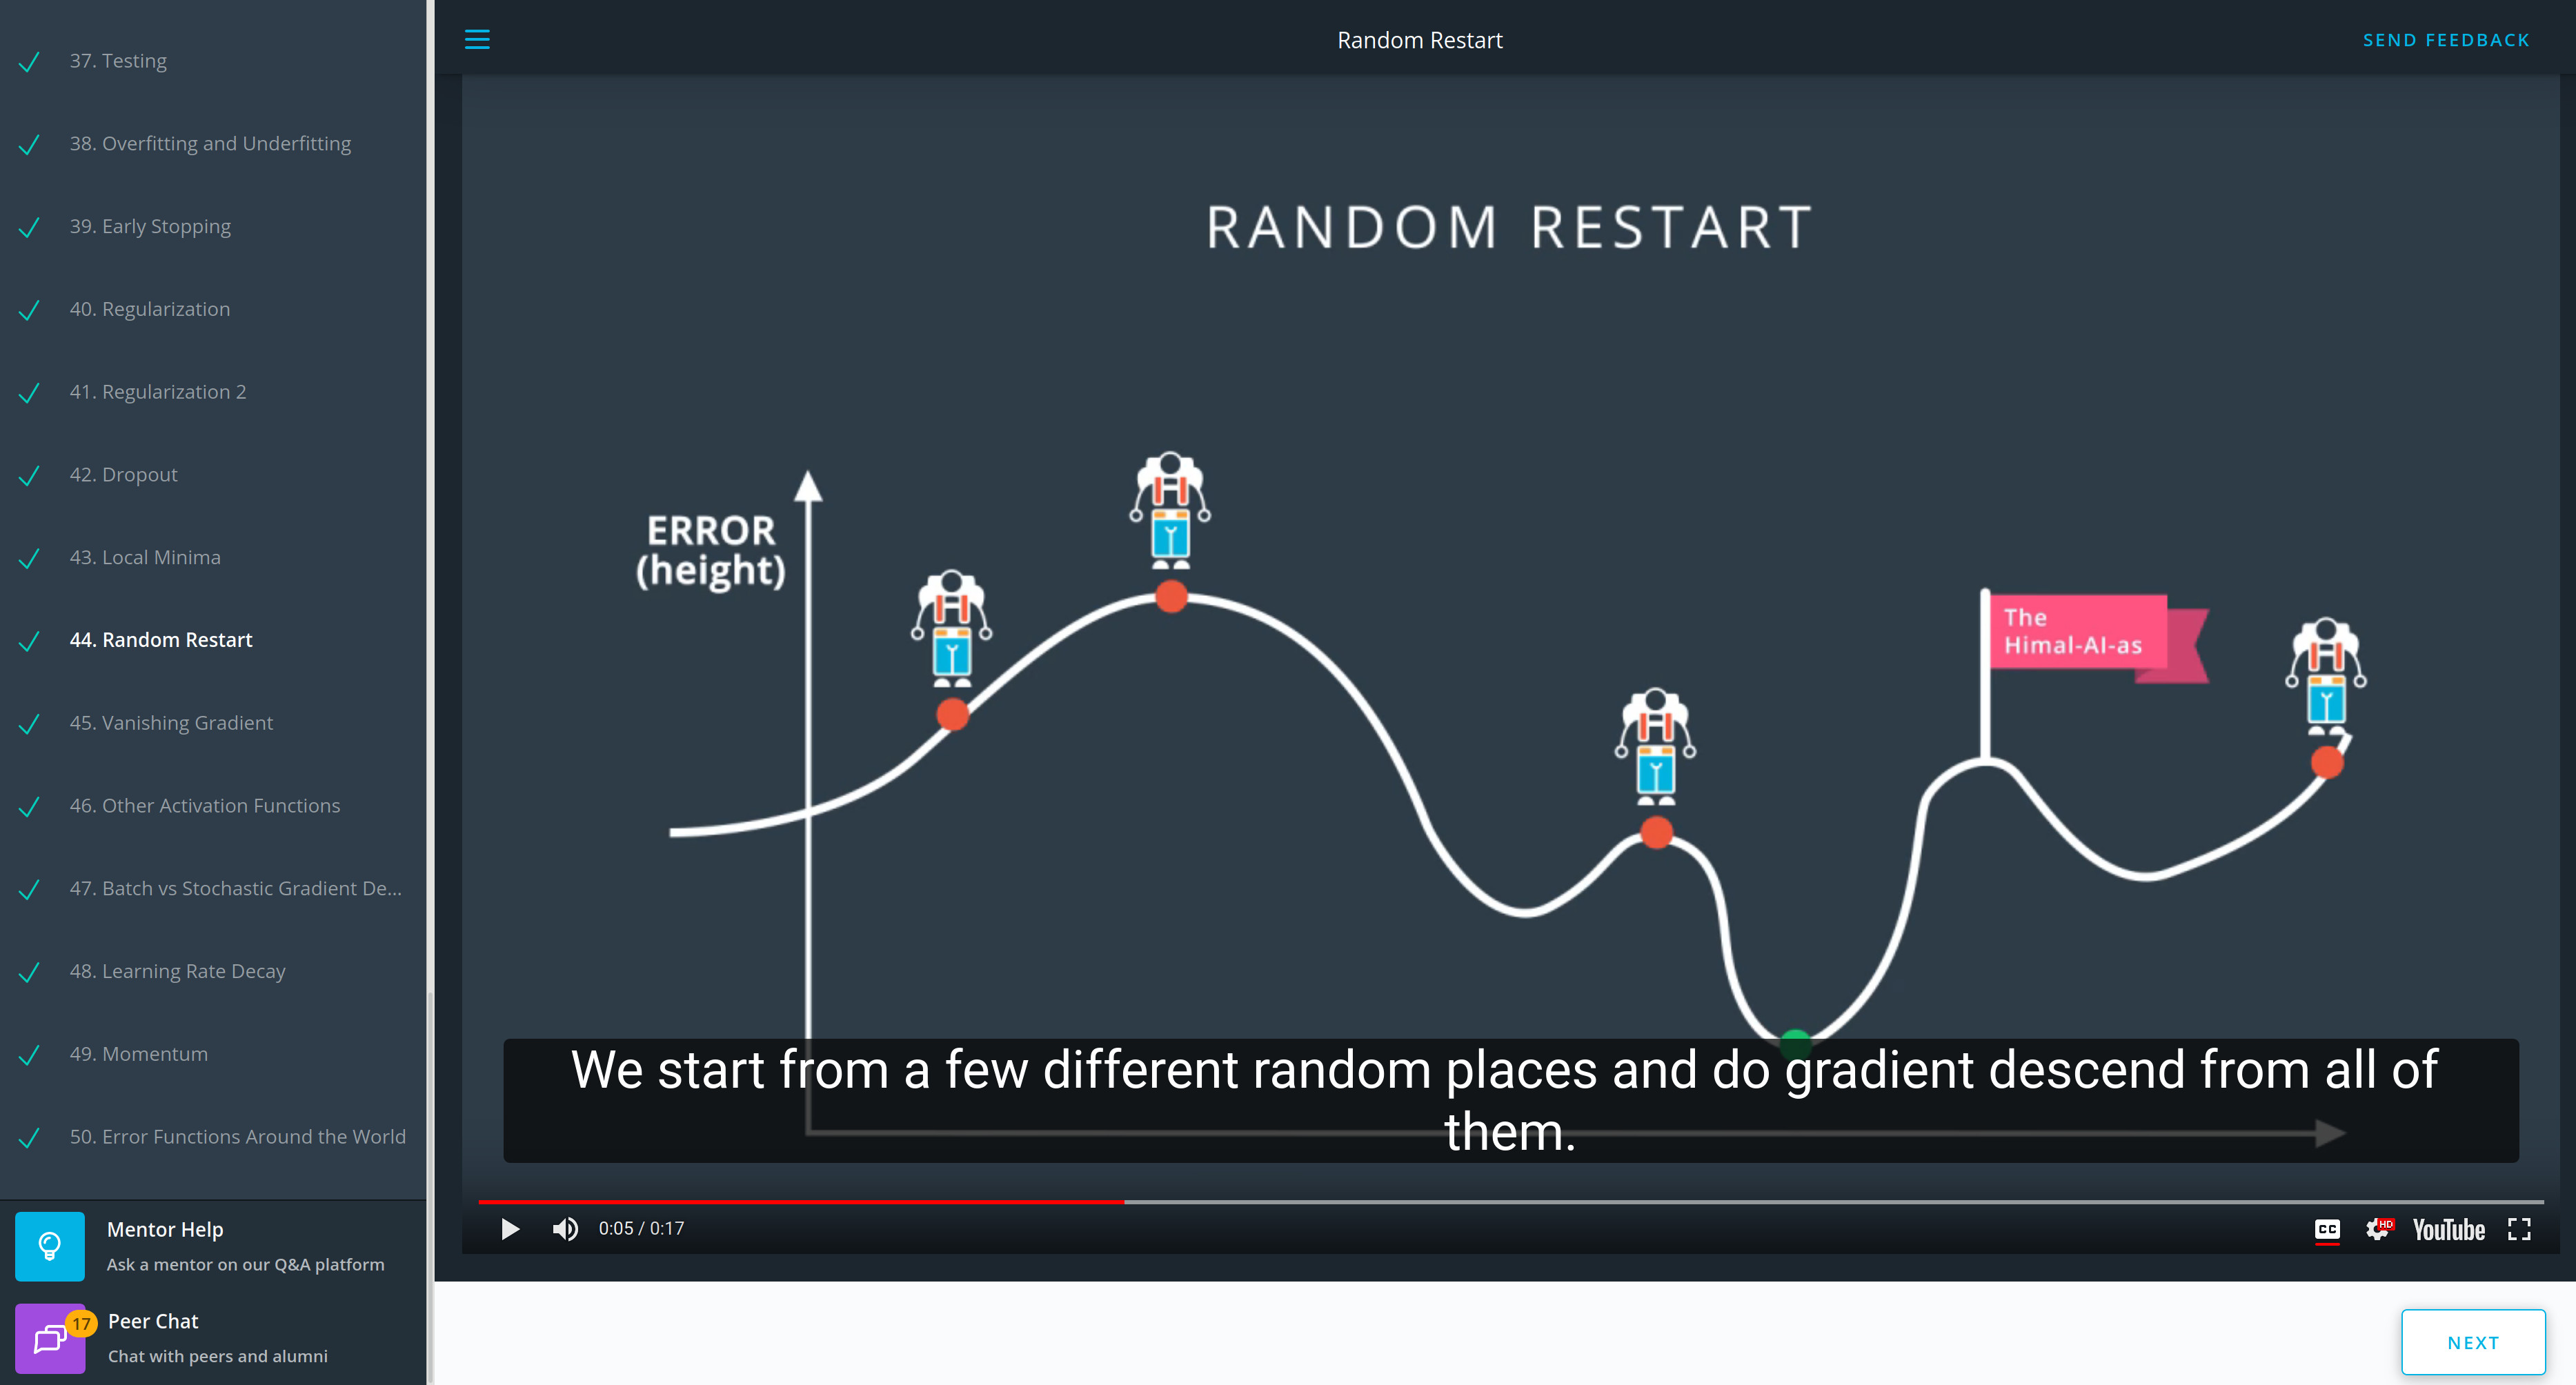 37. Testing
38. Overfitting and Underfitting
39. Early Stopping
40. Regularization
41. Regularization 2
42. Dropout
43. Local Minima
44. Random Restart
45. Vanishing Gradient
46. Other Activation Functions
47. Batch vs Stochastic Gradient De...
48. Learning Rate Decay
49. Momentum
50. Error Functions Around the World
Mentor Help
Ask a mentor on our Q&A platform
17
Peer Chat
Chat with peers and alumni
Random Restart
SEND FEEDBACK
RANDOM RESTART
ERROR
(height)
The
Himal-AI-as
We start from a few different random places and do gradient descend from all of
them.
0:05 / 0:17
CC
HD
YouTube
NEXT